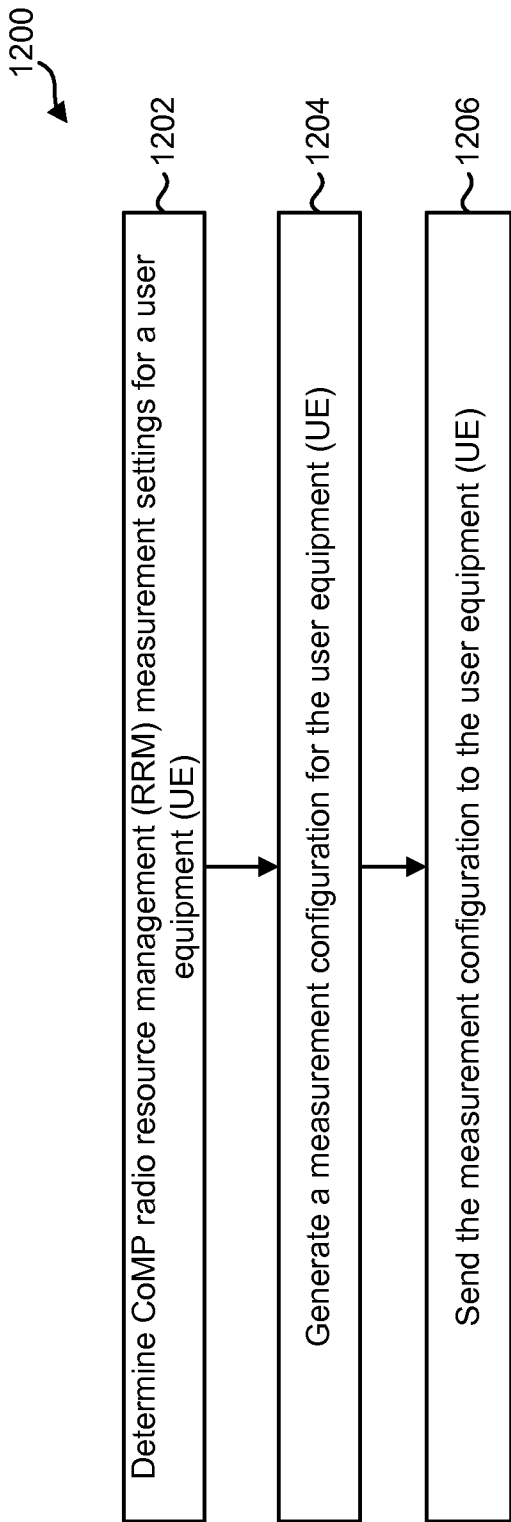 1200
Determine CoMP radio resource management (RRM) measurement settings for a user
equipment (UE)
1202
Generate a measurement configuration for the user equipment (UE)
1204
Send the measurement configuration to the user equipment (UE)
1206